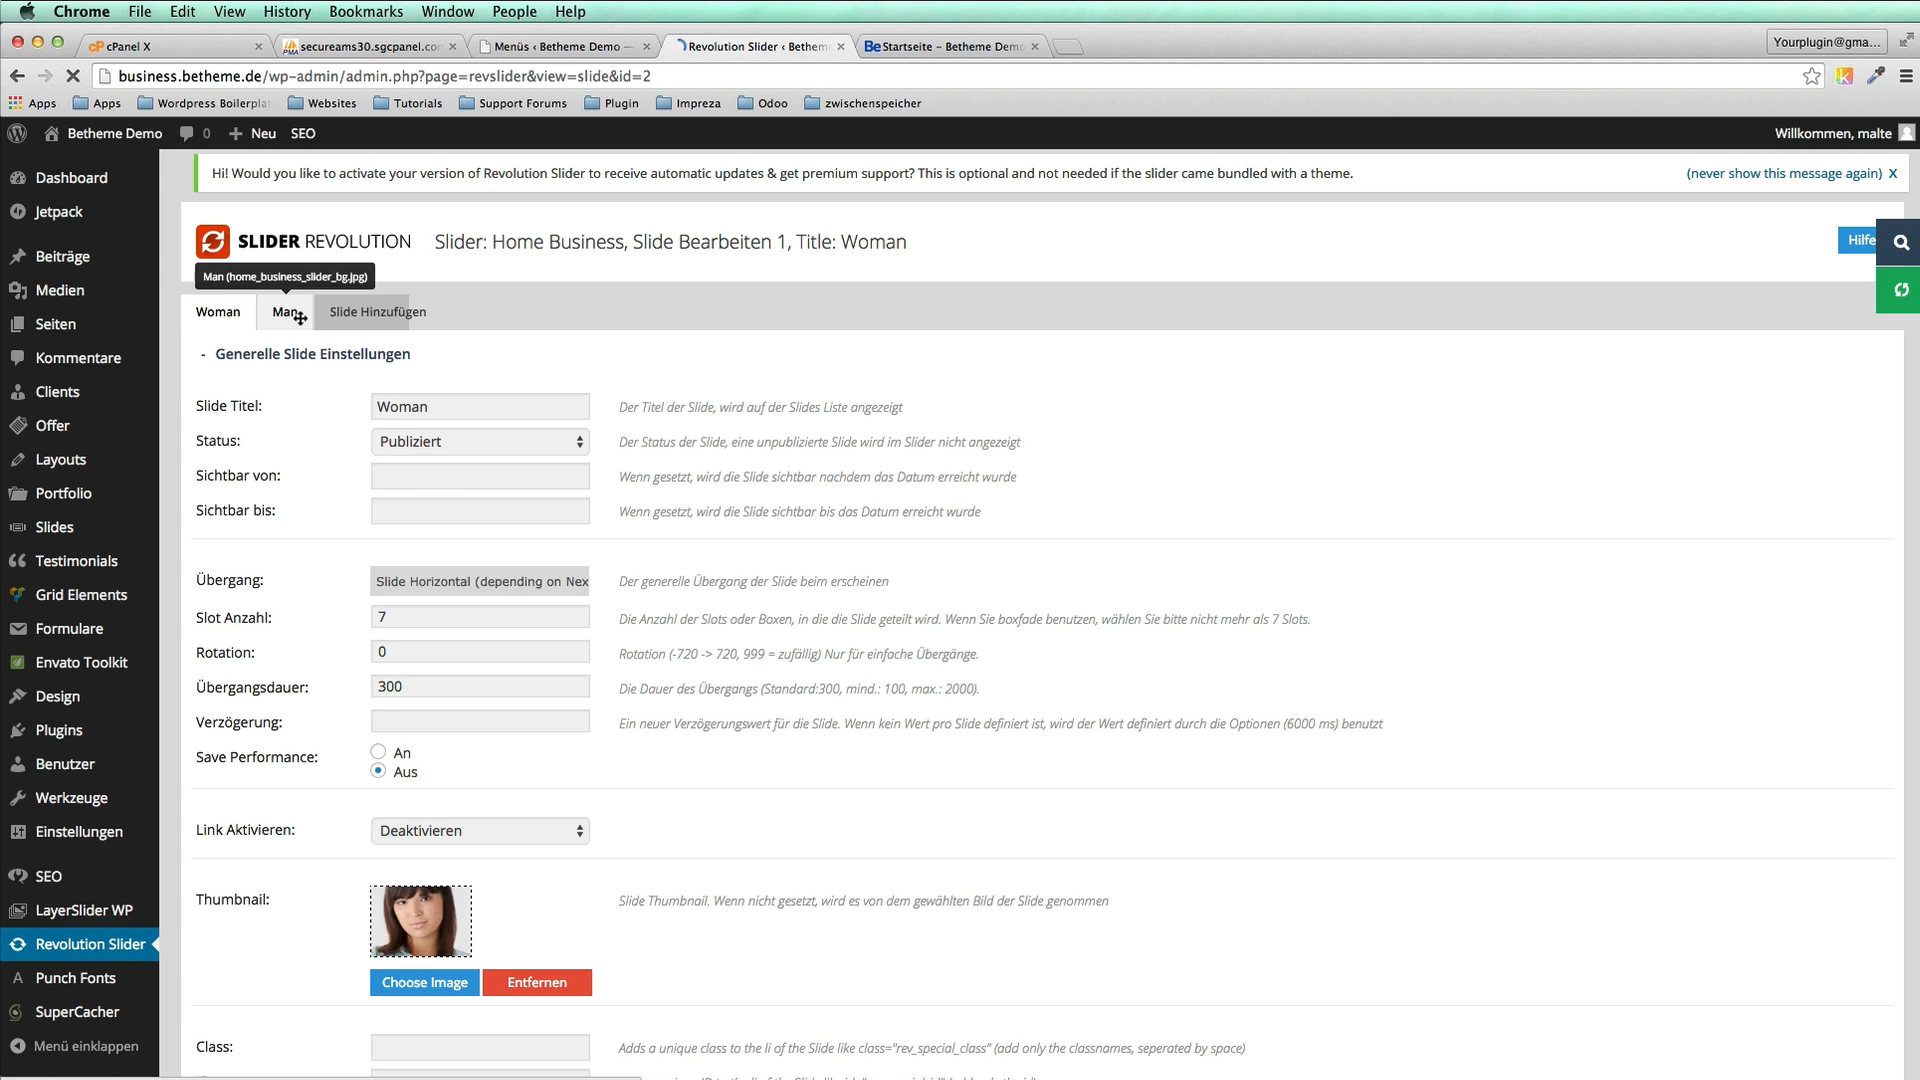 Chrome File Edit View History Bookmarks Window People Help
cPanel X
secureams30.sgcpanel.co
Menüs ‹ Betheme Demo —
Revolution Slider ‹ Bethem
Startseite – Betheme Demo
Yourplugin@gma...
business.betheme.de/wp-admin/admin.php?page=revslider&view=slide&id=2
Apps Apps Wordpress Boilerplat Websites Tutorials Support Forums Plugin Impreza Odoo zwischenspeicher
Betheme Demo 0 + Neu SEO Willkommen, malte
Dashboard
Jetpack
Beiträge
Medien
Seiten
Kommentare
Clients
Offer
Layouts
Portfolio
Slides
Testimonials
Grid Elements
Formulare
Envato Toolkit
Design
Plugins
Benutzer
Werkzeuge
Einstellungen
SEO
LayerSlider WP
Revolution Slider
Punch Fonts
SuperCacher
Menü einklappen
Hi! Would you like to activate your version of Revolution Slider to receive automatic updates & get premium support? This is optional and not needed if the slider came bundled with a theme. (never show this message again) X
SLIDER REVOLUTION Slider: Home Business, Slide Bearbeiten 1, Title: Woman
Hilfe
Man (home_business_slider_bg.jpg)
Woman Man Slide Hinzufügen
- Generelle Slide Einstellungen
Slide Titel: Woman Der Titel der Slide, wird auf der Slides Liste angezeigt
Status: Publiziert Der Status der Slide, eine unpublizierte Slide wird im Slider nicht angezeigt
Sichtbar von: Wenn gesetzt, wird die Slide sichtbar nachdem das Datum erreicht wurde
Sichtbar bis: Wenn gesetzt, wird die Slide sichtbar bis das Datum erreicht wurde
Übergang: Slide Horizontal (depending on Nex Der generelle Übergang der Slide beim erscheinen
Slot Anzahl: 7 Die Anzahl der Slots oder Boxen, in die die Slide geteilt wird. Wenn Sie boxfade benutzen, wählen Sie bitte nicht mehr als 7 Slots.
Rotation: 0 Rotation (-720 -> 720, 999 = zufällig) Nur für einfache Übergänge.
Übergangsdauer: 300 Die Dauer des Übergangs (Standard:300, mind.: 100, max.: 2000).
Verzögerung: Ein neuer Verzögerungswert für die Slide. Wenn kein Wert pro Slide definiert ist, wird der Wert definiert durch die Optionen (6000 ms) benutzt
Save Performance: An
Aus
Link Aktivieren: Deaktivieren
Thumbnail: Slide Thumbnail. Wenn nicht gesetzt, wird es von dem gewählten Bild der Slide genommen
Choose Image Entfernen
Class: Adds a unique class to the li of the Slide like class="rev_special_class" (add only the classnames, seperated by space)